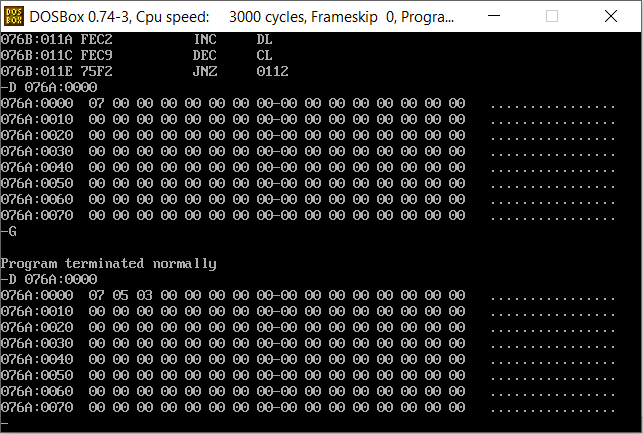 DOS BOX
DOSBox 0.74-3, Cpu speed: 3000 cycles, Frameskip 0, Progra...
076B:011A FEC2 INC DL
076B:011C FEC9 DEC CL
076B:011E 75F2 JNZ 0112
-D 076A:0000
076A:0000 07 00 00 00 00 00 00 00-00 00 00 00 00 00 00 00 ................
076A:0010 00 00 00 00 00 00 00 00-00 00 00 00 00 00 00 00 ................
076A:0020 00 00 00 00 00 00 00 00-00 00 00 00 00 00 00 00 ................
076A:0030 00 00 00 00 00 00 00 00-00 00 00 00 00 00 00 00 ................
076A:0040 00 00 00 00 00 00 00 00-00 00 00 00 00 00 00 00 ................
076A:0050 00 00 00 00 00 00 00 00-00 00 00 00 00 00 00 00 ................
076A:0060 00 00 00 00 00 00 00 00-00 00 00 00 00 00 00 00 ................
076A:0070 00 00 00 00 00 00 00 00-00 00 00 00 00 00 00 00 ................
-G
Program terminated normally
-D 076A:0000
076A:0000 07 05 03 00 00 00 00 00-00 00 00 00 00 00 00 00 ................
076A:0010 00 00 00 00 00 00 00 00-00 00 00 00 00 00 00 00 ................
076A:0020 00 00 00 00 00 00 00 00-00 00 00 00 00 00 00 00 ................
076A:0030 00 00 00 00 00 00 00 00-00 00 00 00 00 00 00 00 ................
076A:0040 00 00 00 00 00 00 00 00-00 00 00 00 00 00 00 00 ................
076A:0050 00 00 00 00 00 00 00 00-00 00 00 00 00 00 00 00 ................
076A:0060 00 00 00 00 00 00 00 00-00 00 00 00 00 00 00 00 ................
076A:0070 00 00 00 00 00 00 00 00-00 00 00 00 00 00 00 00 ................
-